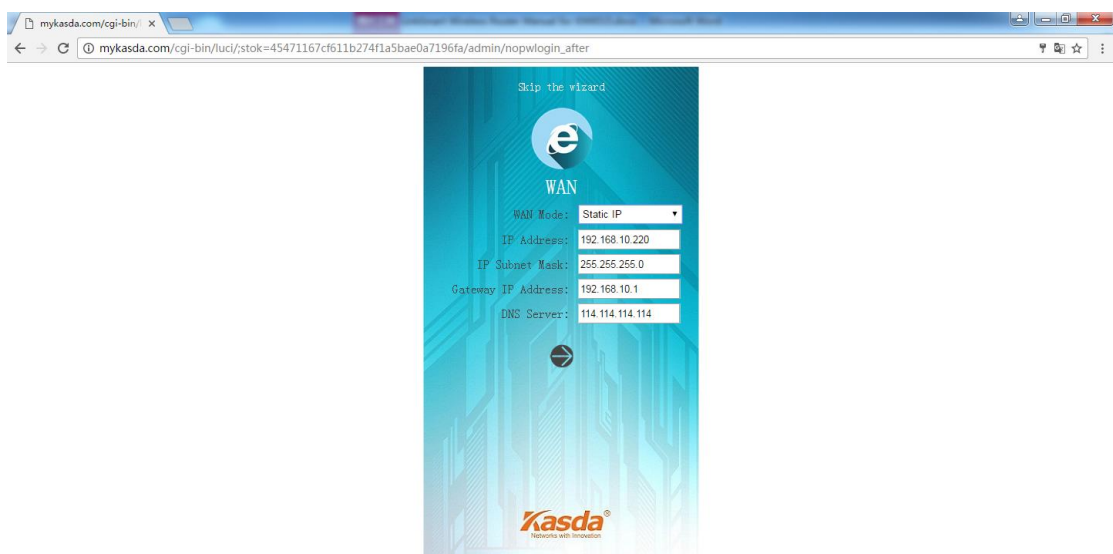 mykasda.com/cgi-bin/l
mykasda.com/cgi-bin/luci/;stok=45471167cf611b274f1a5bae0a7196fa/admin/nopwlogin_after
Skip the wizard
WAN
WAN Mode: Static IP
IP Address: 192.168.10.220
IP Subnet Mask: 255.255.255.0
Gateway IP Address: 192.168.10.1
DNS Server: 114.114.114.114
Kasda®
Networks with Innovation